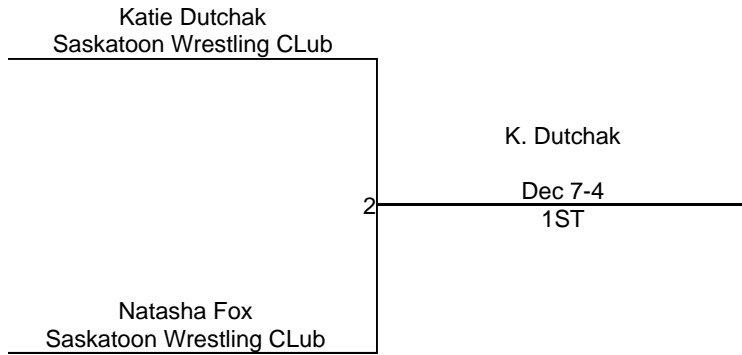 Katie Dutchak
Saskatoon Wrestling CLub
K. Dutchak
Dec 7-4
2
1ST
Natasha Fox
Saskatoon Wrestling CLub